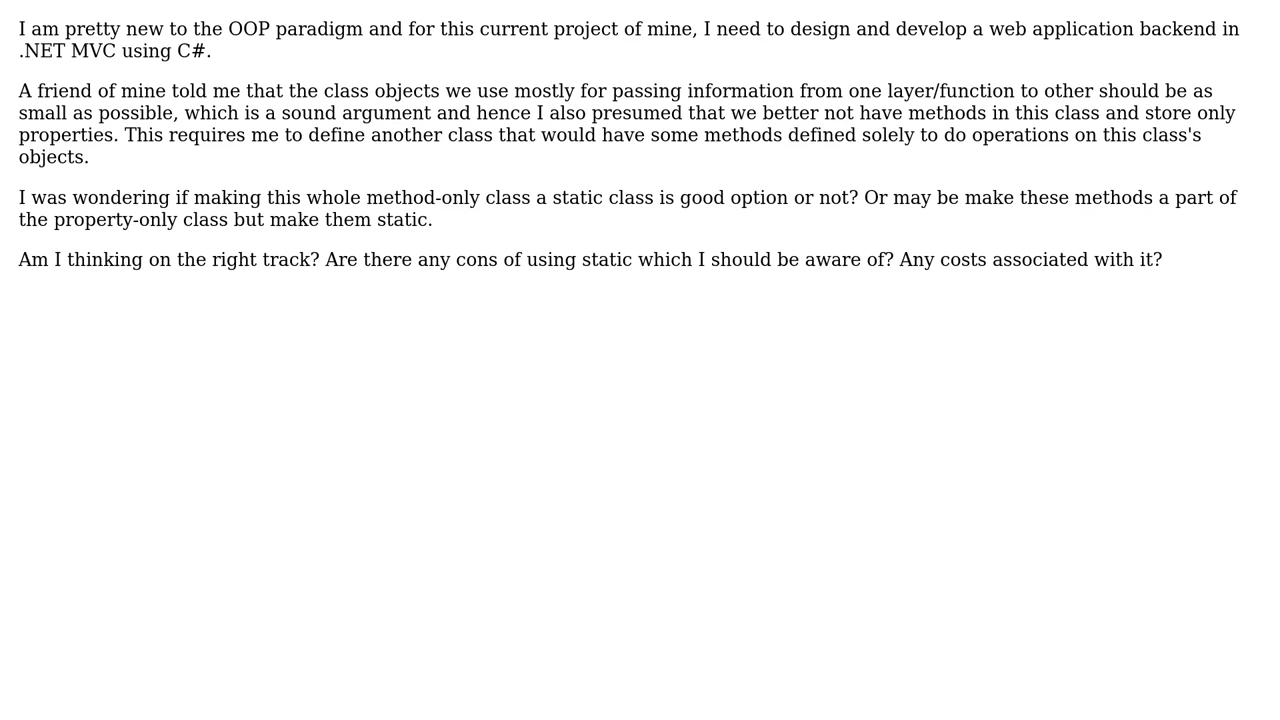 I am pretty new to the OOP paradigm and for this current project of mine, I need to design and develop a web application backend in
.NET MVC using C#.
A friend of mine told me that the class objects we use mostly for passing information from one layer/function to other should be as
small as possible, which is a sound argument and hence I also presumed that we better not have methods in this class and store only
properties. This requires me to define another class that would have some methods defined solely to do operations on this class's
objects.
I was wondering if making this whole method-only class a static class is good option or not? Or may be make these methods a part of
the property-only class but make them static.
Am I thinking on the right track? Are there any cons of using static which I should be aware of? Any costs associated with it?